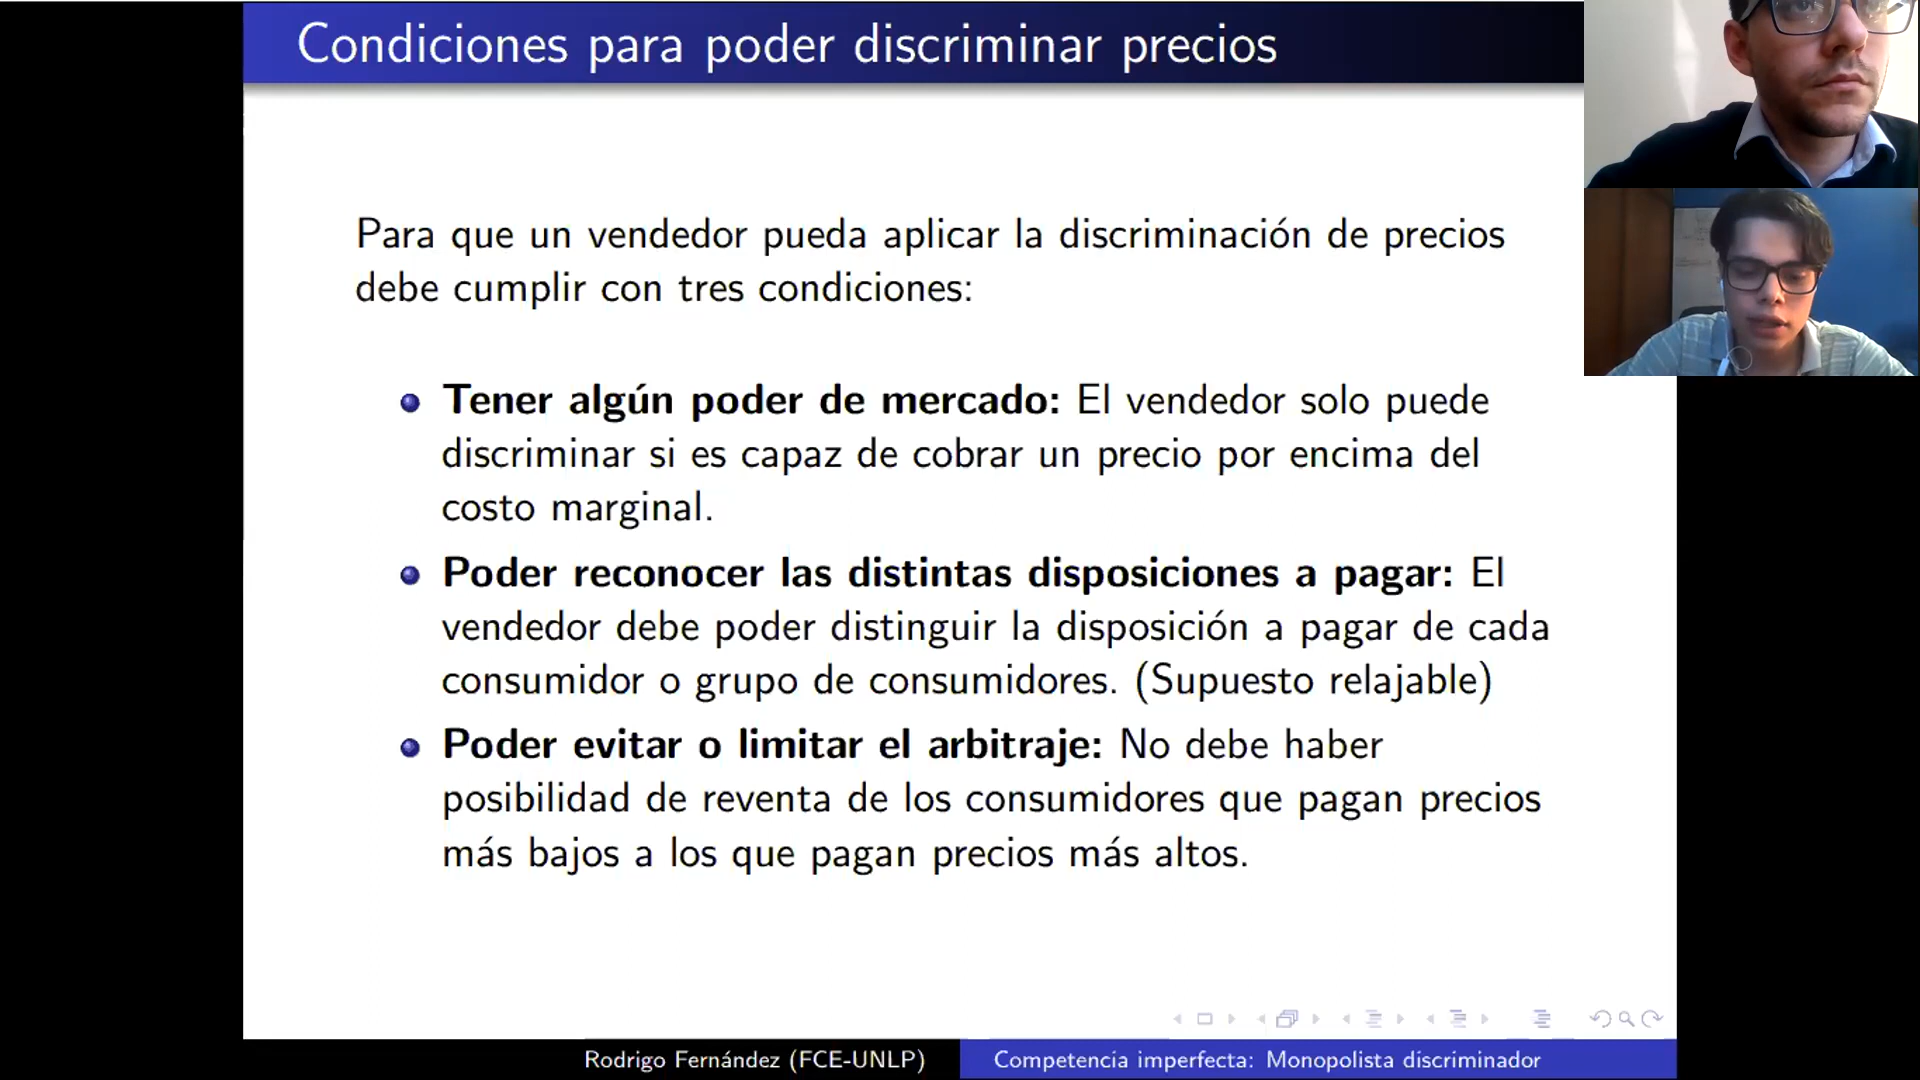 Condiciones para poder discriminar precios
Para que un vendedor pueda aplicar la discriminación de precios
debe cumplir con tres condiciones:
Tener algún poder de mercado: El vendedor solo puede
discriminar si es capaz de cobrar un precio por encima del
costo marginal.
Poder reconocer las distintas disposiciones a pagar: El
vendedor debe poder distinguir la disposición a pagar de cada
consumidor o grupo de consumidores. (Supuesto relajable)
Poder evitar o limitar el arbitraje: No debe haber
posibilidad de reventa de los consumidores que pagan precios
más bajos a los que pagan precios más altos.
Rodrigo Fernández (FCE-UNLP)
Competencia imperfecta: Monopolista discriminador